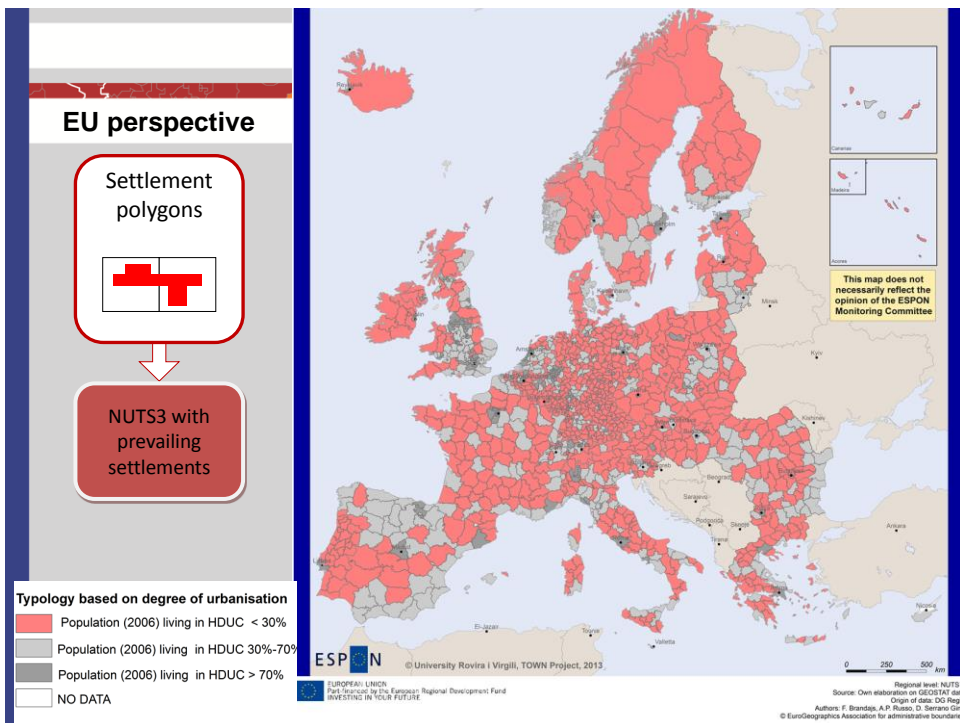 EU perspective
Settlement
polygons
NUTS3 with
prevailing
settlements
Typology based on degree of urbanisation
Population (2006) living in HDUC < 30%
Population (2006) living in HDUC 30%-70%
Population (2006) living in HDUC > 70%
NO DATA
Reykjavik
Canarias
Madeira
Acores
This map does not
necessarily reflect the
opinion of the ESPON
Monitoring Committee
Minsk
Kyiv
Kishinev
Dublin
Beograd
Sarajevo
Podgorica
Skopje
Tirana
Ankara
Nicosia
El-Jazair
Tounis
Valletta
ESPON
© University Rovira i Virgili, TOWN Project, 2013
0 250 500
km
EUROPEAN UNION
Part-financed by the European Regional Development Fund
INVESTING IN YOUR FUTURE
Regional level: NUTS
Source: Own elaboration on GEOSTAT dat
Origin of data: DG Reg
Authors: F. Brandajs, A.P. Russo, D. Serrano Gin
© EuroGeographics Association for administrative boundar